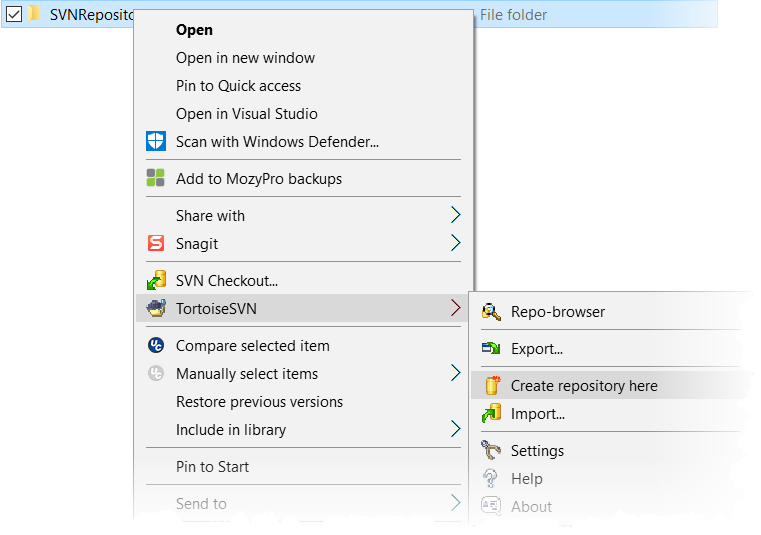 SVNReposito
File folder
Open
Open in new window
Pin to Quick access
Open in Visual Studio
Scan with Windows Defender...
Add to MozyPro backups
Share with
Snagit
SVN Checkout...
TortoiseSVN
Compare selected item
Manually select items
Restore previous versions
Include in library
Pin to Start
Send to
Repo-browser
Export...
Create repository here
Import...
Settings
Help
About